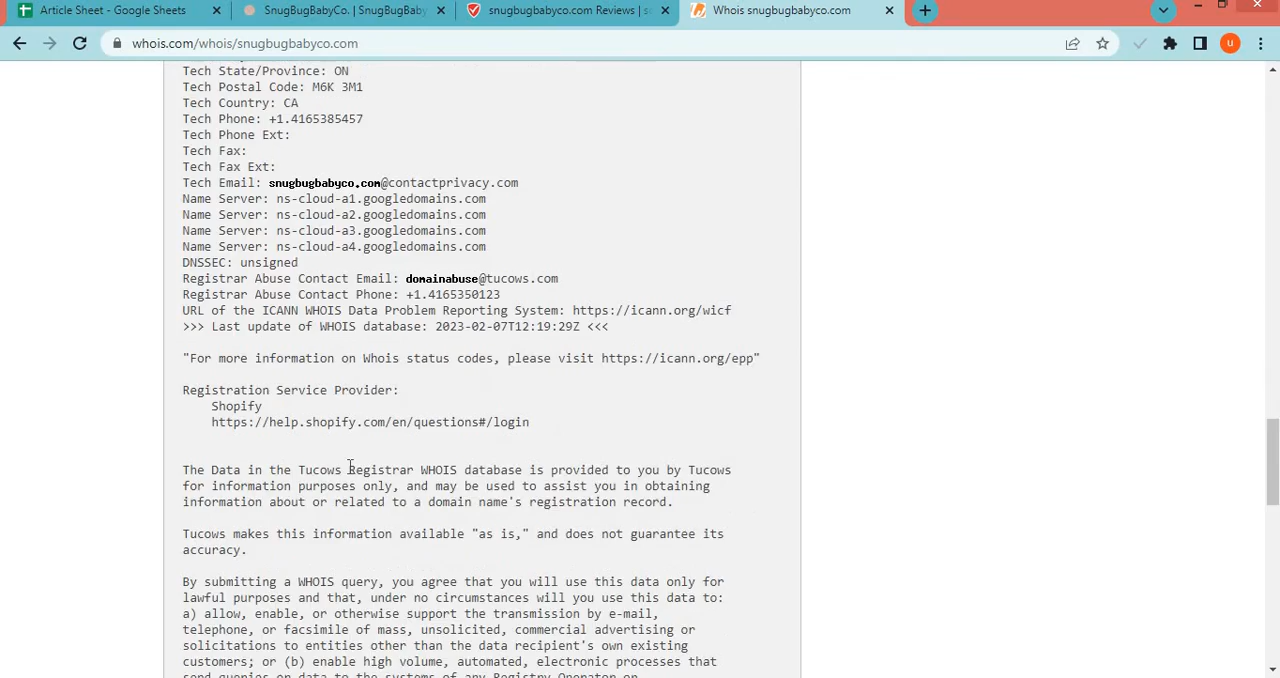 Article Sheet - Google Sheets
SnugBugBabyCo. | SnugBugBaby
snugbugbabyco.com Reviews |
Whois snugbugbabyco.com
whois.com/whois/snugbugbabyco.com
u
Tech State/Province: ON
Tech Postal Code: M6K 3M1
Tech Country: CA
Tech Phone: +1.4165385457
Tech Phone Ext:
Tech Fax:
Tech Fax Ext:
Tech Email: snugbugbabyco.com@contactprivacy.com
Name Server: ns-cloud-a1.googledomains.com
Name Server: ns-cloud-a2.googledomains.com
Name Server: ns-cloud-a3.googledomains.com
Name Server: ns-cloud-a4.googledomains.com
DNSSEC: unsigned
Registrar Abuse Contact Email: domainabuse@tucows.com
Registrar Abuse Contact Phone: +1.4165350123
URL of the ICANN WHOIS Data Problem Reporting System: https://icann.org/wicf
>>> Last update of WHOIS database: 2023-02-07T12:19:29Z <<<
"For more information on Whois status codes, please visit https://icann.org/epp"
Registration Service Provider:
Shopify
https://help.shopify.com/en/questions#/login
The Data in the Tucows Registrar WHOIS database is provided to you by Tucows
for information purposes only, and may be used to assist you in obtaining
information about or related to a domain name's registration record.
Tucows makes this information available "as is," and does not guarantee its
accuracy.
By submitting a WHOIS query, you agree that you will use this data only for
lawful purposes and that, under no circumstances will you use this data to:
a) allow, enable, or otherwise support the transmission by e-mail,
telephone, or facsimile of mass, unsolicited, commercial advertising or
solicitations to entities other than the data recipient's own existing
customers; or (b) enable high volume, automated, electronic processes that
send queries or data to the systems of any Registry Operator or